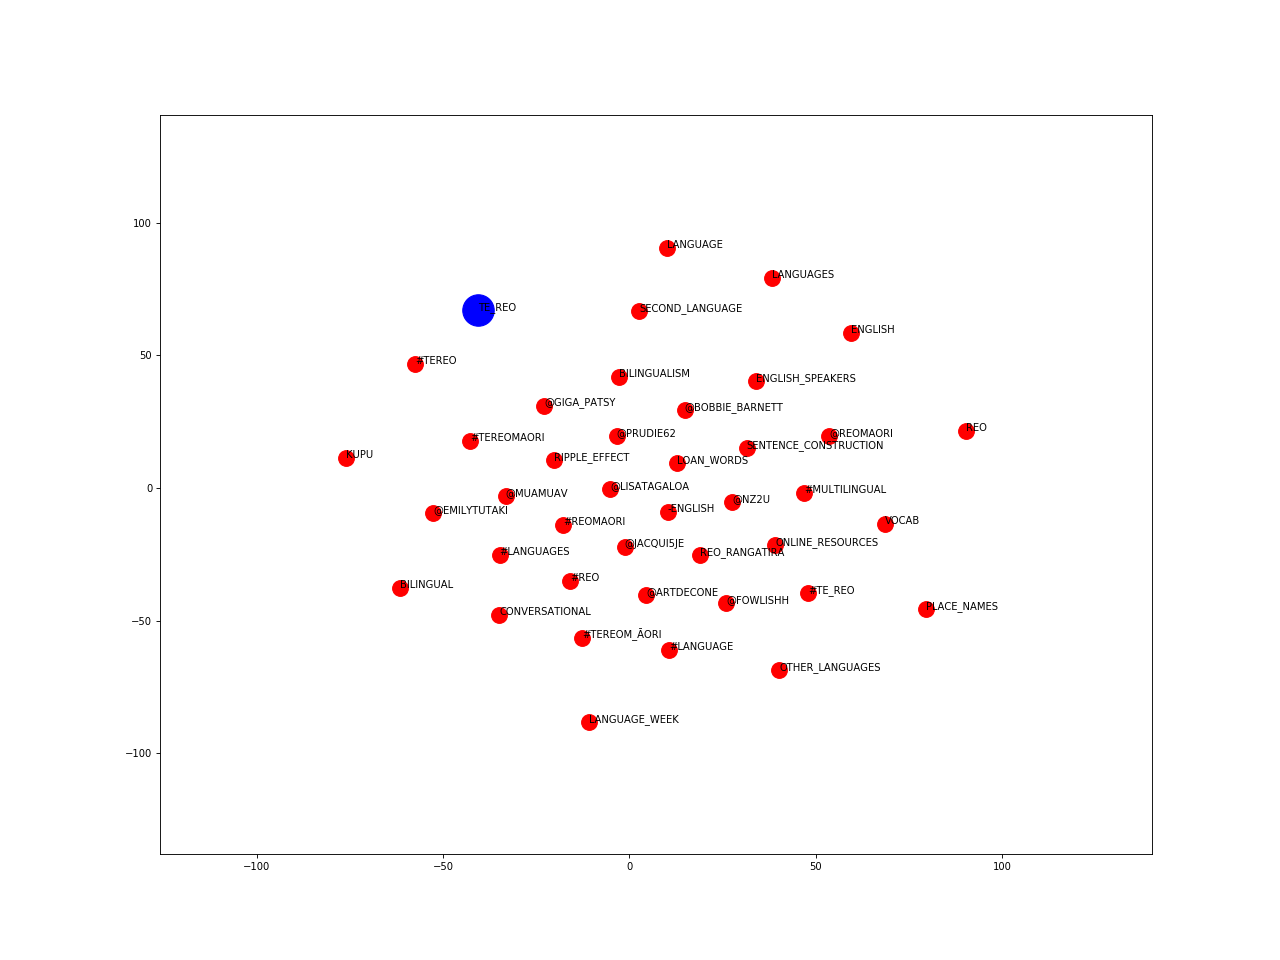 100
50
0
−50
−100
−100
−50
0
50
100
LANGUAGE
LANGUAGES
TE_REO
SECOND_LANGUAGE
ENGLISH
#TEREO
BILINGUALISM
ENGLISH_SPEAKERS
@GIGA_PATSY
@BOBBIE_BARNETT
REO
@PRUDIE62
@REOMAORI
#TEREOMAORI
SENTENCE_CONSTRUCTION
KUPU
RIPPLE_EFFECT
LOAN_WORDS
@LISATAGALOA
#MULTILINGUAL
@MUAMUAV
@NZ2U
@EMILYTUTAKI
-ENGLISH
#REOMAORI
VOCAB
@JACQUI5JE
ONLINE_RESOURCES
#LANGUAGES
REO_RANGATIRA
#REO
BILINGUAL
@ARTDECONE
#TE_REO
@FOWLISHH
PLACE_NAMES
CONVERSATIONAL
#TEREOM_ĀORI
#LANGUAGE
OTHER_LANGUAGES
LANGUAGE_WEEK